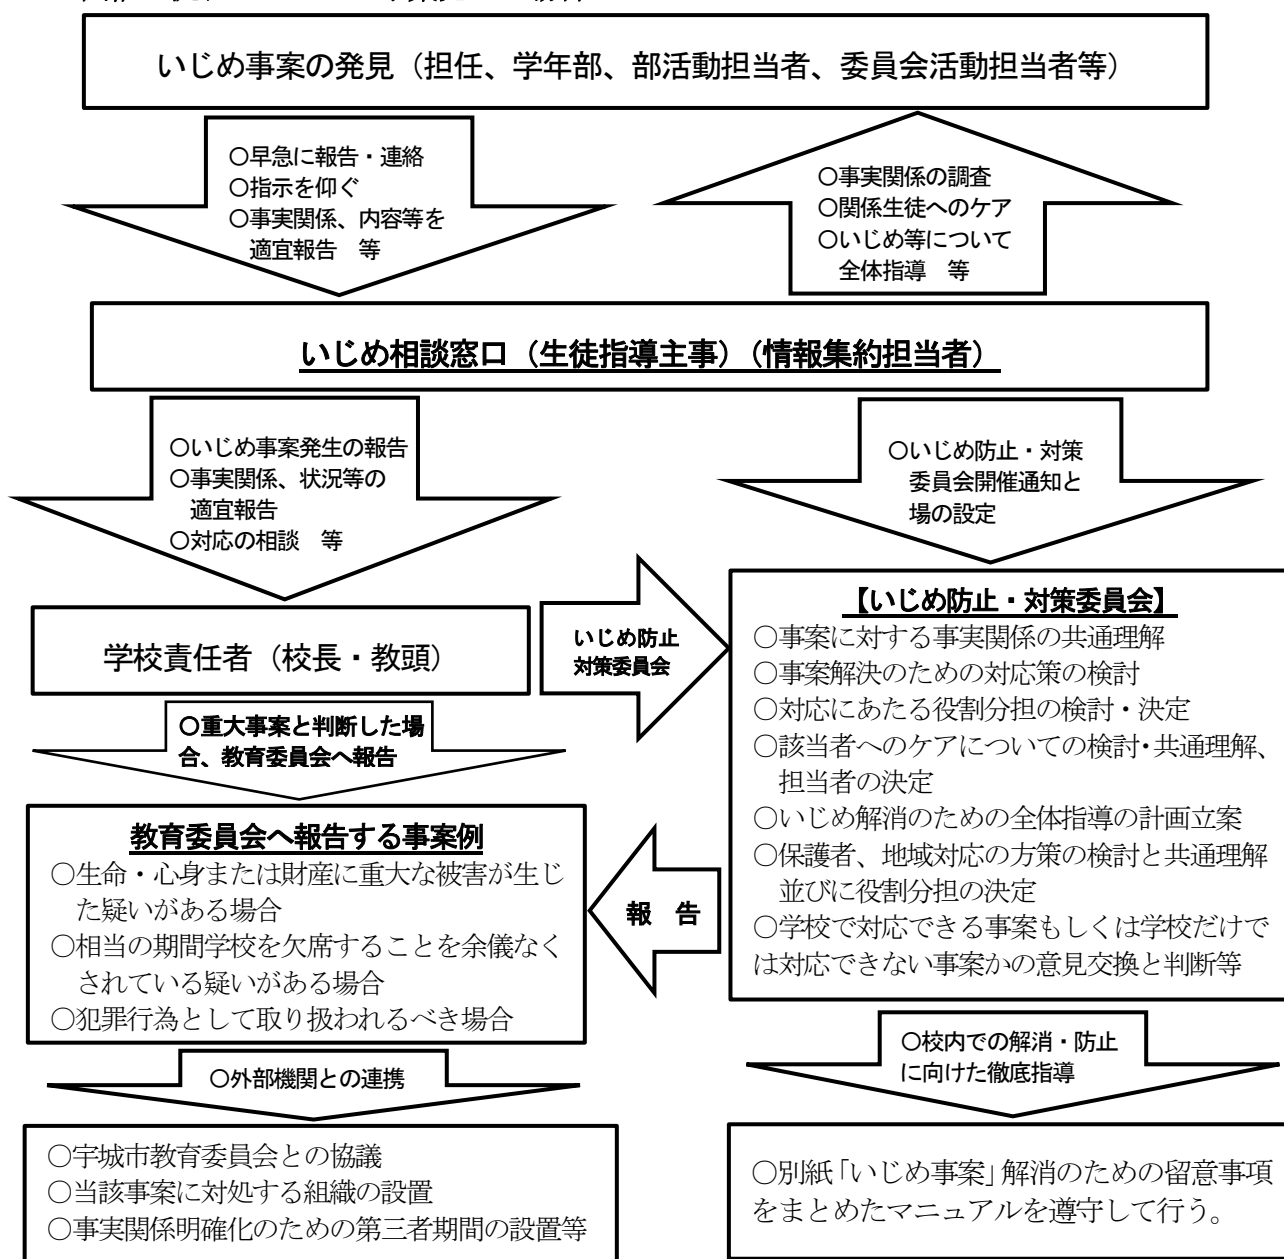 いじめ事案の発見（担任、学年部、部活動担当者、委員会活動担当者等）
○早急に報告・連絡
○指示を仰ぐ
○事実関係、内容等を
適宜報告　等
○事実関係の調査
○関係生徒へのケア
○いじめ等について
全体指導　等
いじめ相談窓口（生徒指導主事）（情報集約担当者）
○いじめ事案発生の報告
○事実関係、状況等の
適宜報告
○対応の相談　等
○いじめ防止・対策
委員会開催通知と
場の設定
学校責任者（校長・教頭）
いじめ防止
対策委員会
【いじめ防止・対策委員会】
○事案に対する事実関係の共通理解
○事案解決のための対応策の検討
○対応にあたる役割分担の検討・決定
○該当者へのケアについての検討・共通理解、
担当者の決定
○いじめ解消のための全体指導の計画立案
○保護者、地域対応の方策の検討と共通理解
並びに役割分担の決定
○学校で対応できる事案もしくは学校だけで
は対応できない事案かの意見交換と判断等
○重大事案と判断した場
合、教育委員会へ報告
教育委員会へ報告する事案例
○生命・心身または財産に重大な被害が生じ
た疑いがある場合
○相当の期間学校を欠席することを余儀なく
されている疑いがある場合
○犯罪行為として取り扱われるべき場合
報　告
○外部機関との連携
○校内での解消・防止
に向けた徹底指導
○宇城市教育委員会との協議
○当該事案に対処する組織の設置
○事実関係明確化のための第三者期間の設置等
○別紙「いじめ事案」解消のための留意事項
をまとめたマニュアルを遵守して行う。